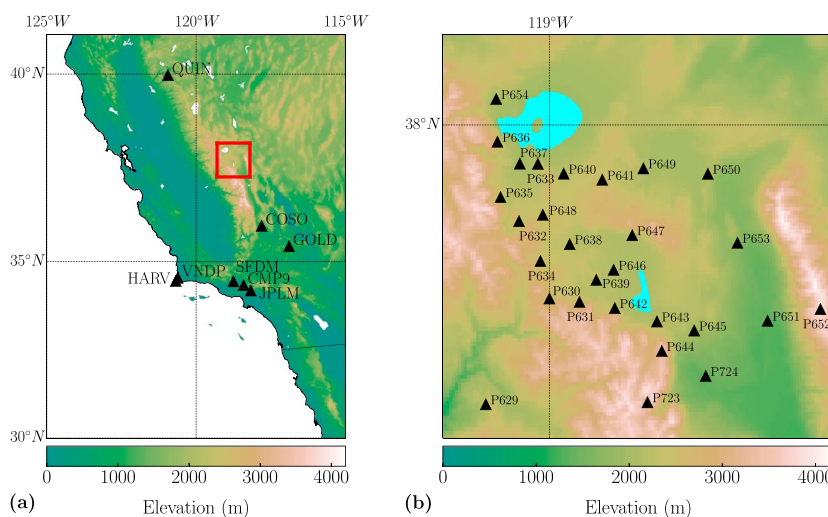 125°W
120°W
115°W
119°W
40°N
QUIN
P654
38°N
P636
P637
P633
P640
P641
P649
P650
P635
P648
P632
P638
P647
P653
COSO
GOLD
35°N
P634
P646
P639
HARV
VNDP
SFDM
CMP9
JPLM
P630
P631
P642
P643
P645
P651
P652
P644
P724
P629
P723
30°N
0
1000
2000
3000
4000
0
1000
2000
3000
4000
(a)
Elevation (m)
(b)
Elevation (m)